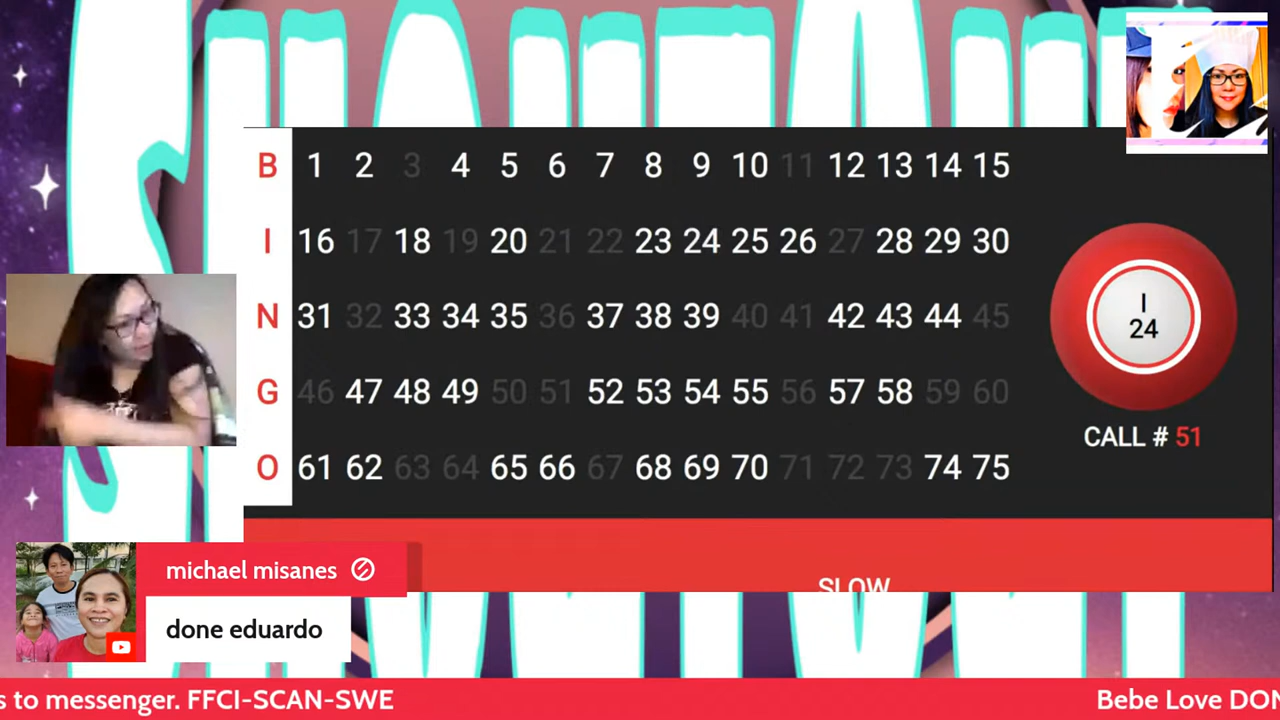 B 1 2 3 4 5 6 7 8 9 10 11 12 13 14 15
I 16 17 18 19 20 21 22 23 24 25 26 27 28 29 30
N 31 32 33 34 35 36 37 38 39 40 41 42 43 44 45
G 46 47 48 49 50 51 52 53 54 55 56 57 58 59 60
O 61 62 63 64 65 66 67 68 69 70 71 72 73 74 75
I
24
CALL # 51
SLOW
michael misanes
done eduardo
s to messenger. FFCI-SCAN-SWE
Bebe Love DON